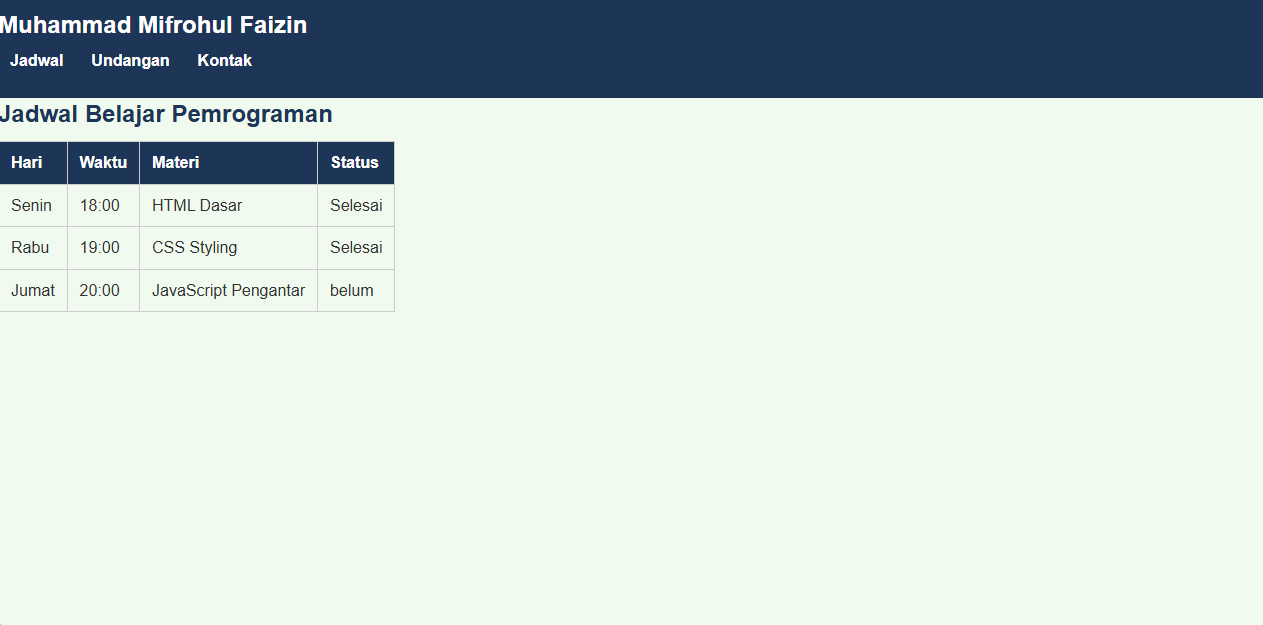 Muhammad Mifrohul Faizin
Jadwal Undangan Kontak
Jadwal Belajar Pemrograman
Hari Waktu Materi Status
Senin 18:00 HTML Dasar Selesai
Rabu 19:00 CSS Styling Selesai
Jumat 20:00 JavaScript Pengantar belum